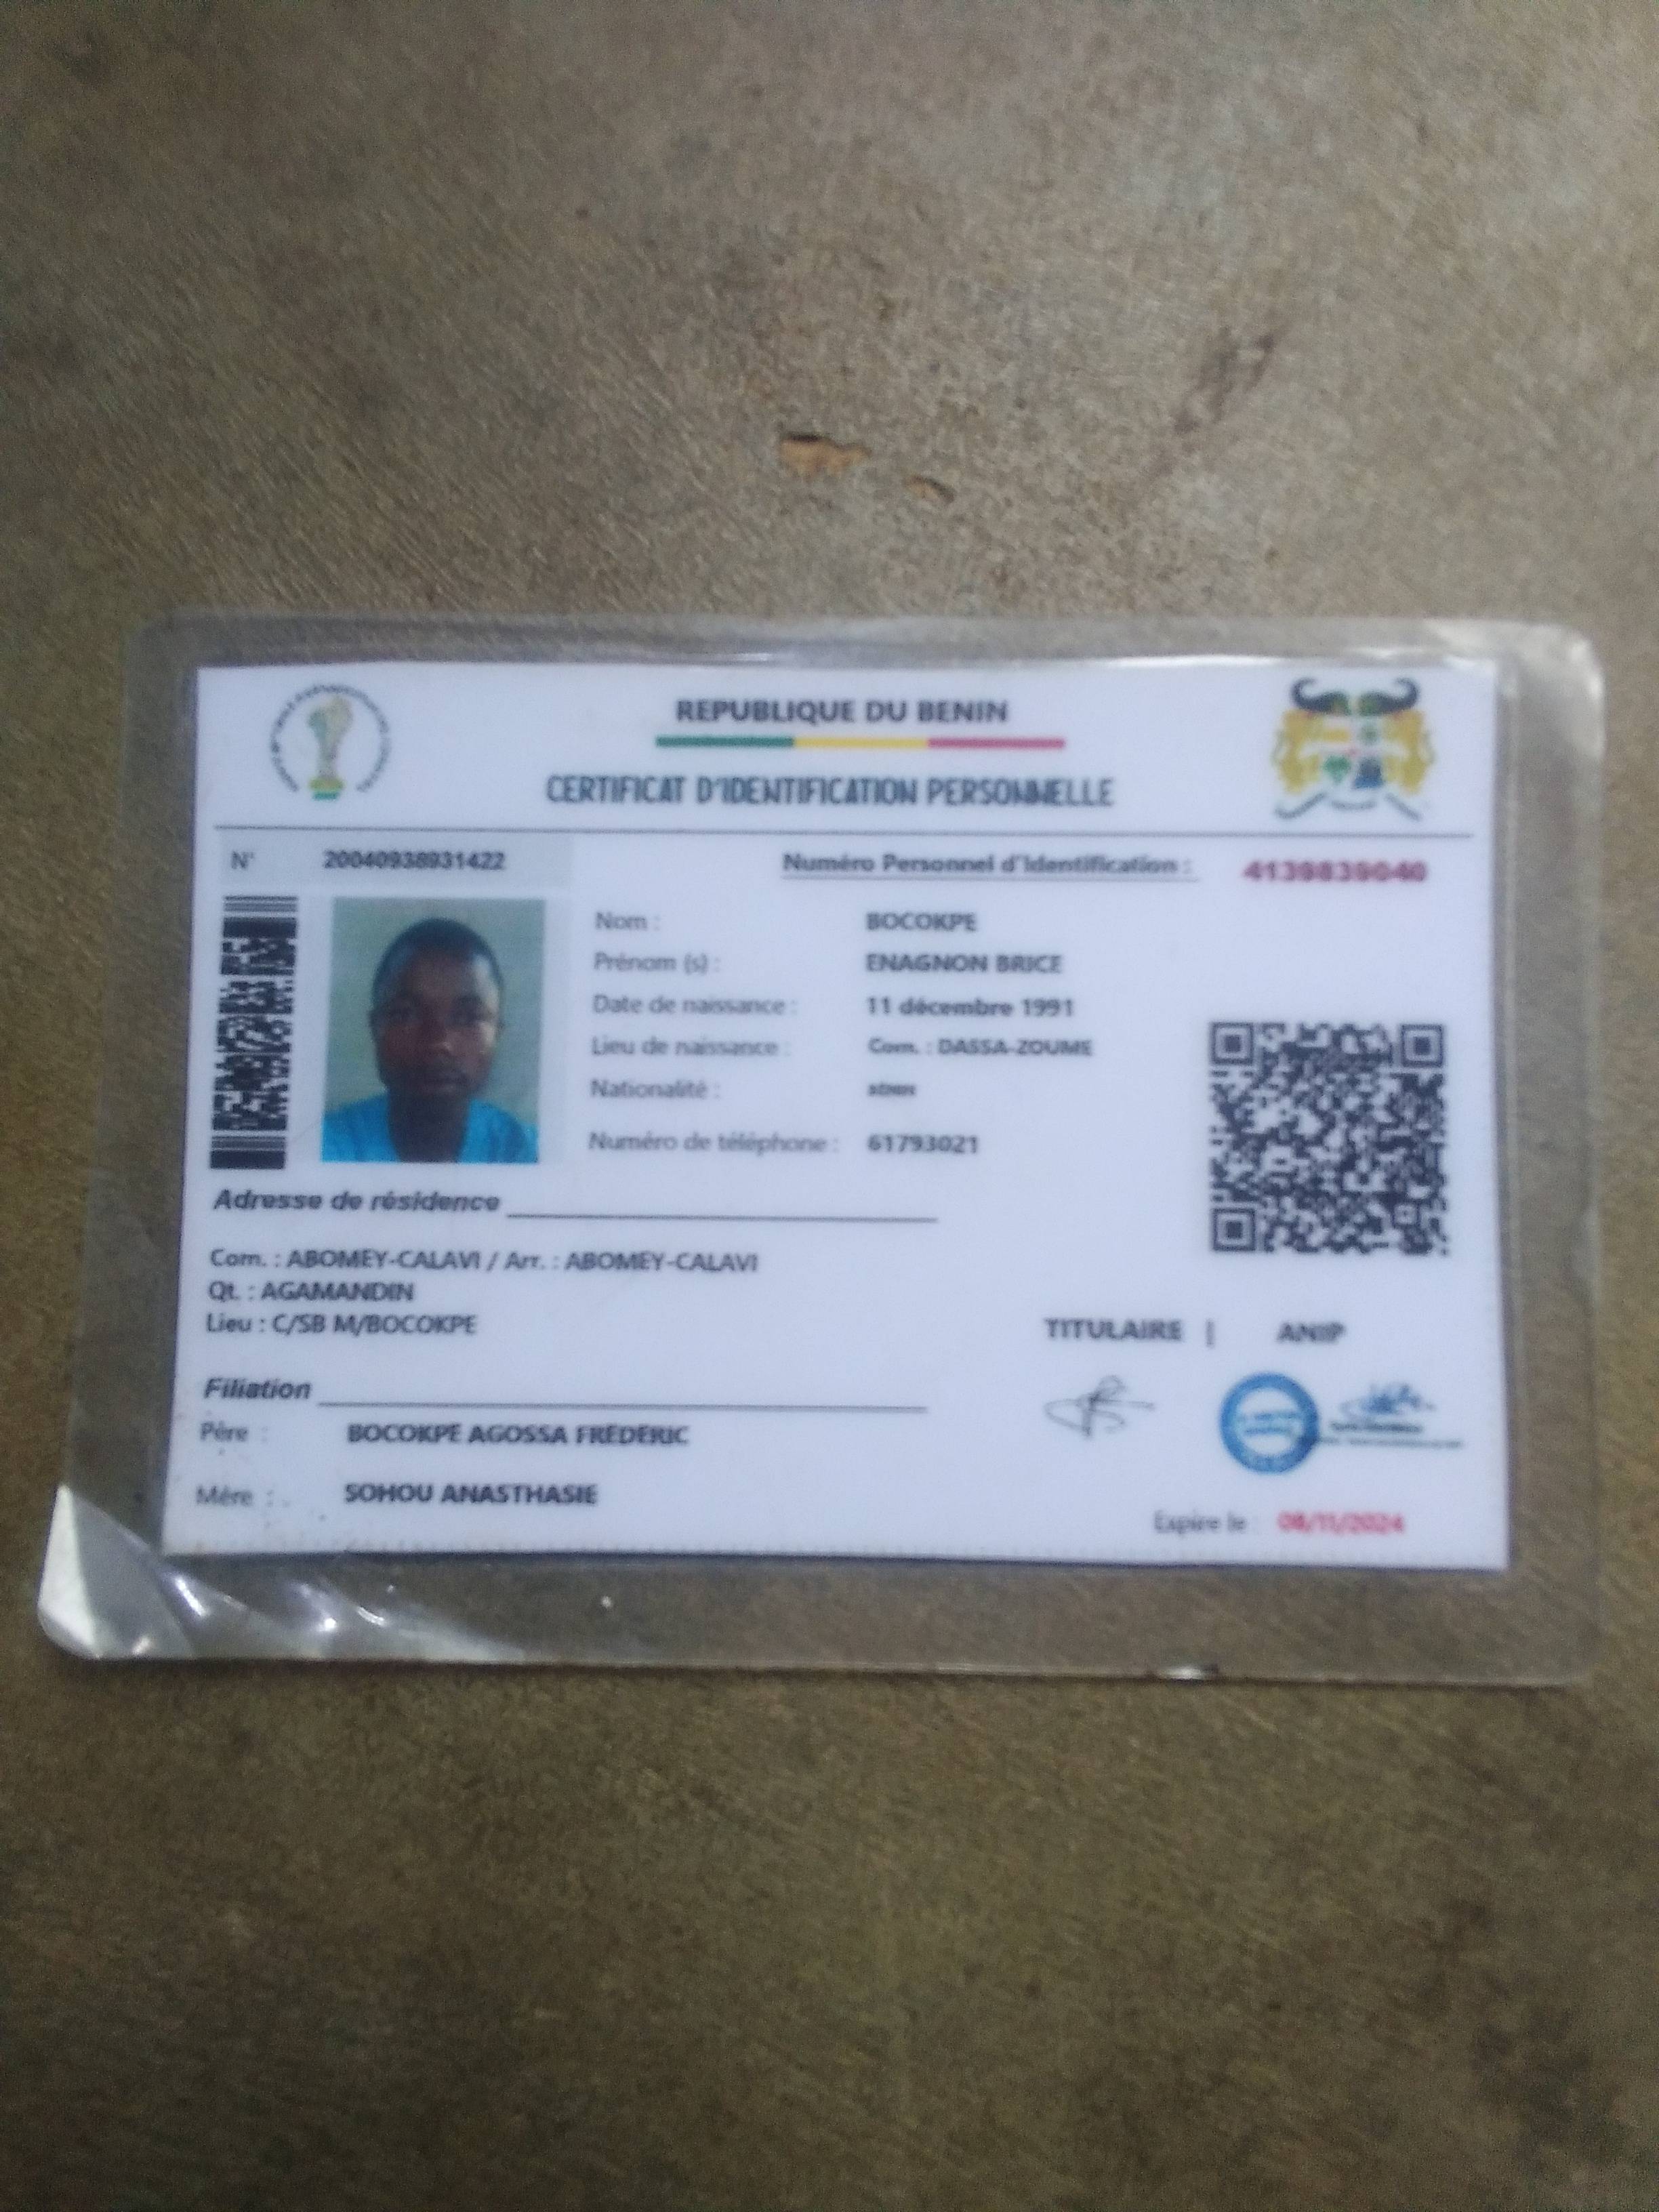 REPUBLIQUE DU BENIN
CERTIFICAT D'IDENTIFICATION PERSONNELLE
N° 20040938931422
Numéro Personnel d'Identification : 4139839040
Nom : BOCOKPE
Prénom (s) : ENAGNON BRICE
Date de naissance : 11 décembre 1991
Lieu de naissance : Com. : DASSA-ZOUME
Nationalité :
Numéro de téléphone : 61793021
Adresse de résidence
Com. : ABOMEY-CALAVI / Arr. : ABOMEY-CALAVI
Qt. : AGAMANDIN
Lieu : C/SB M/BOCOKPE
TITULAIRE | ANIP
Filiation
Père : BOCOKPE AGOSSA FRÉDÉRIC
Mère : SOHOU ANASTHASIE
Expire le : 08/11/2024